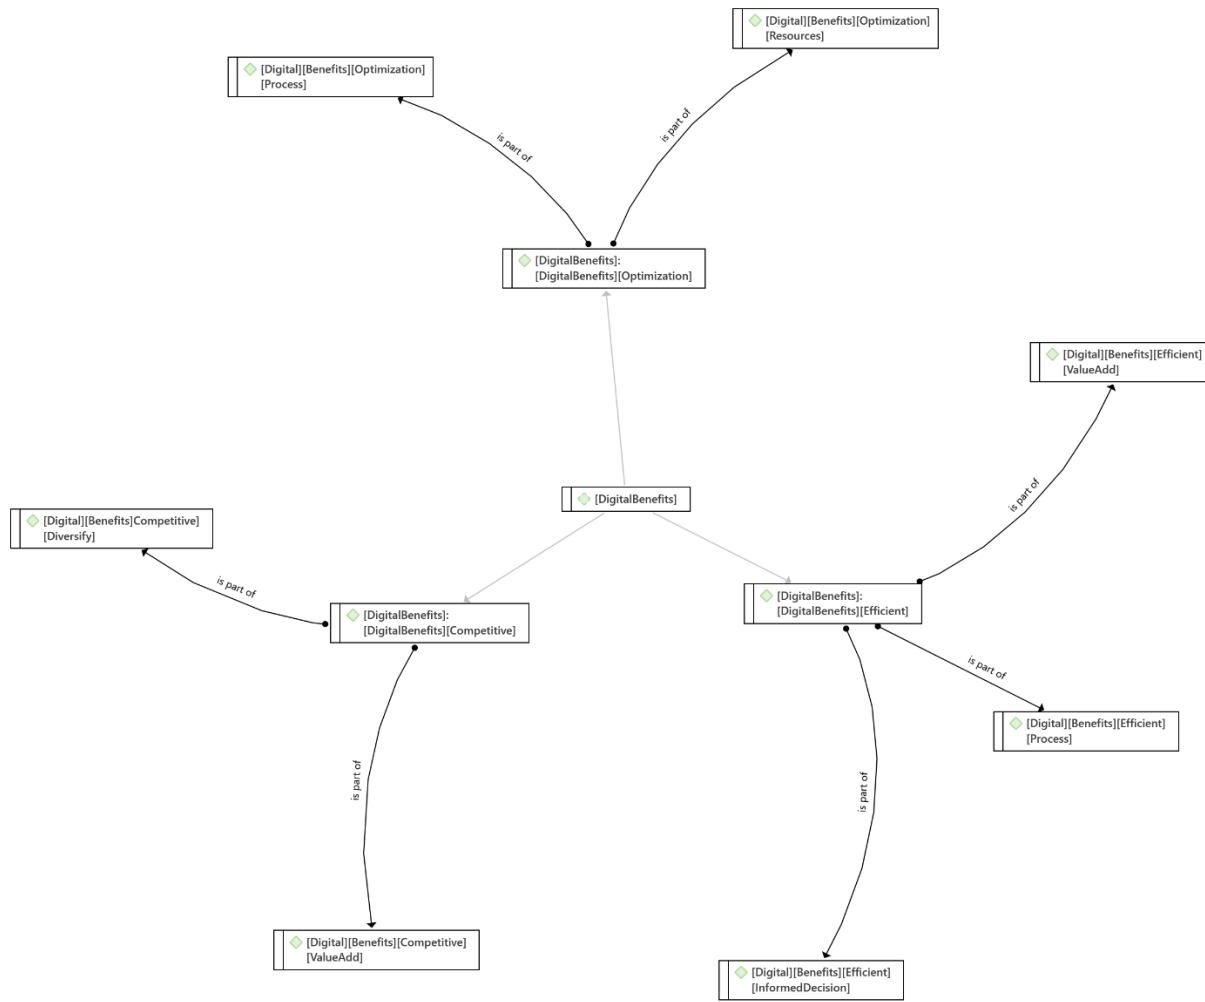 [Digital][Benefits][Optimization]
[Resources]
[Digital][Benefits][Optimization]
[Process]
is part of
is part of
[DigitalBenefits]:
[DigitalBenefits][Optimization]
[Digital][Benefits][Efficient]
[ValueAdd]
is part of
[DigitalBenefits]
[Digital][Benefits]Competitive]
[Diversify]
is part of
[DigitalBenefits]:
[DigitalBenefits][Competitive]
[DigitalBenefits]:
[DigitalBenefits][Efficient]
is part of
[Digital][Benefits][Efficient]
[Process]
is part of
is part of
[Digital][Benefits][Competitive]
[ValueAdd]
[Digital][Benefits][Efficient]
[InformedDecision]